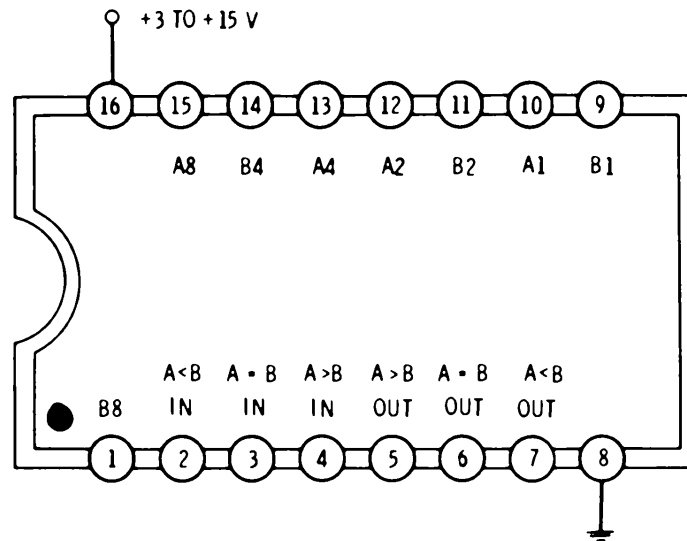 +3 TO +15 V
16 15 14 13 12 11 10 9
A8 B4 A4 A2 B2 A1 B1
A<B A=B A>B A>B A=B A<B
B8 IN IN IN OUT OUT OUT
1 2 3 4 5 6 7 8